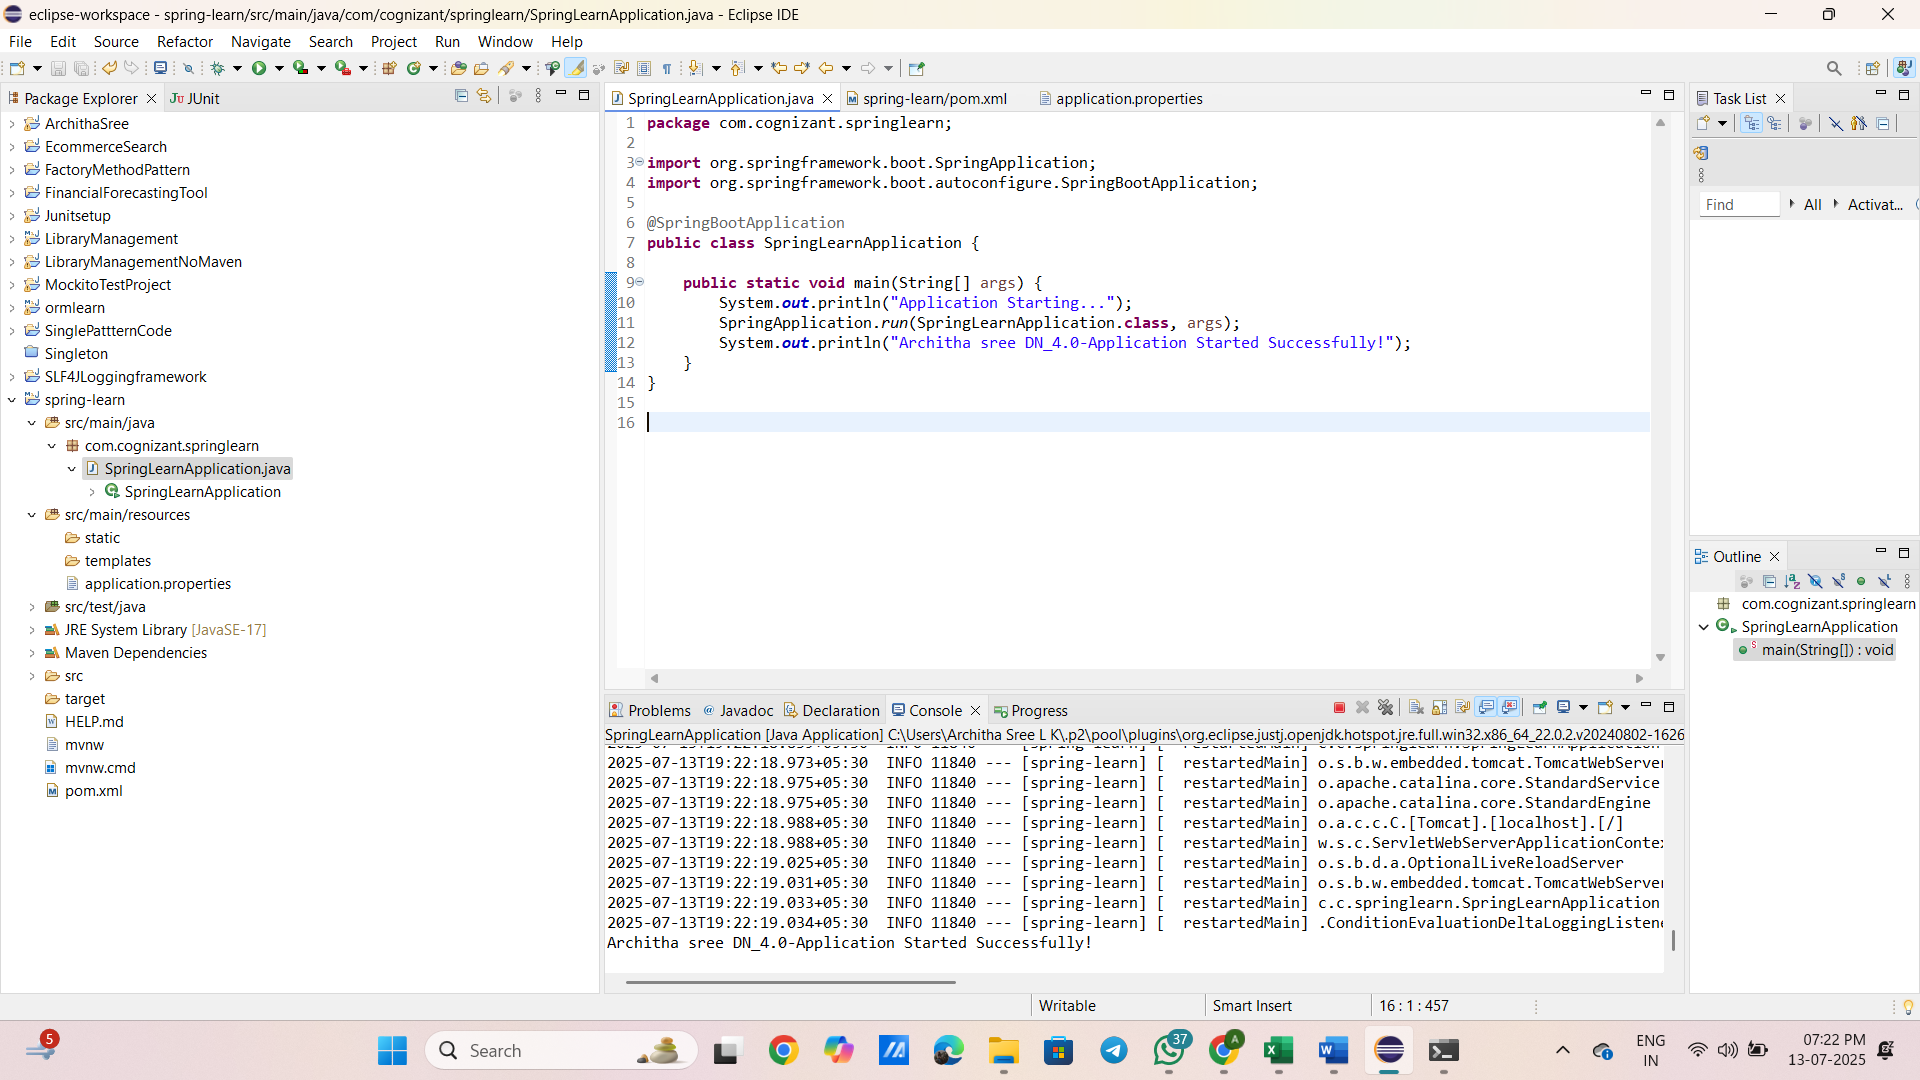 eclipse-workspace - spring-learn/src/main/java/com/cognizant/springlearn/SpringLearnApplication.java - Eclipse IDE
File Edit Source Refactor Navigate Search Project Run Window Help
Package Explorer JUnit
ArchithaSree
EcommerceSearch
FactoryMethodPattern
FinancialForecastingTool
Junitsetup
LibraryManagement
LibraryManagementNoMaven
MockitoTestProject
ormlearn
SinglePattternCode
Singleton
SLF4JLoggingframework
spring-learn
src/main/java
com.cognizant.springlearn
SpringLearnApplication.java
SpringLearnApplication
src/main/resources
static
templates
application.properties
src/test/java
JRE System Library [JavaSE-17]
Maven Dependencies
src
target
HELP.md
mvnw
mvnw.cmd
pom.xml
SpringLearnApplication.java spring-learn/pom.xml application.properties
1 package com.cognizant.springlearn;
2
3 import org.springframework.boot.SpringApplication;
4 import org.springframework.boot.autoconfigure.SpringBootApplication;
5
6 @SpringBootApplication
7 public class SpringLearnApplication {
8
9 public static void main(String[] args) {
10 System.out.println("Application Starting...");
11 SpringApplication.run(SpringLearnApplication.class, args);
12 System.out.println("Architha sree DN_4.0-Application Started Successfully!");
13 }
14 }
15
16
Task List
Find All Activat...
Outline
com.cognizant.springlearn
SpringLearnApplication
main(String[]) : void
Problems Javadoc Declaration Console Progress
SpringLearnApplication [Java Application] C:\Users\Architha Sree L K\.p2\pool\plugins\org.eclipse.justj.openjdk.hotspot.jre.full.win32.x86_64_22.0.2.v20240802-1626
2025-07-13T19:22:18.973+05:30 INFO 11840 --- [spring-learn] [ restartedMain] o.s.b.w.embedded.tomcat.TomcatWebServer
2025-07-13T19:22:18.975+05:30 INFO 11840 --- [spring-learn] [ restartedMain] o.apache.catalina.core.StandardService
2025-07-13T19:22:18.975+05:30 INFO 11840 --- [spring-learn] [ restartedMain] o.apache.catalina.core.StandardEngine
2025-07-13T19:22:18.988+05:30 INFO 11840 --- [spring-learn] [ restartedMain] o.a.c.c.C.[Tomcat].[localhost].[/]
2025-07-13T19:22:18.988+05:30 INFO 11840 --- [spring-learn] [ restartedMain] w.s.c.ServletWebServerApplicationContex
2025-07-13T19:22:19.025+05:30 INFO 11840 --- [spring-learn] [ restartedMain] o.s.b.d.a.OptionalLiveReloadServer
2025-07-13T19:22:19.031+05:30 INFO 11840 --- [spring-learn] [ restartedMain] o.s.b.w.embedded.tomcat.TomcatWebServer
2025-07-13T19:22:19.033+05:30 INFO 11840 --- [spring-learn] [ restartedMain] c.c.springlearn.SpringLearnApplication
2025-07-13T19:22:19.034+05:30 INFO 11840 --- [spring-learn] [ restartedMain] .ConditionEvaluationDeltaLoggingListene
Architha sree DN_4.0-Application Started Successfully!
Writable Smart Insert 16 : 1 : 457
5
Search
37
A
ENG
IN
07:22 PM
13-07-2025